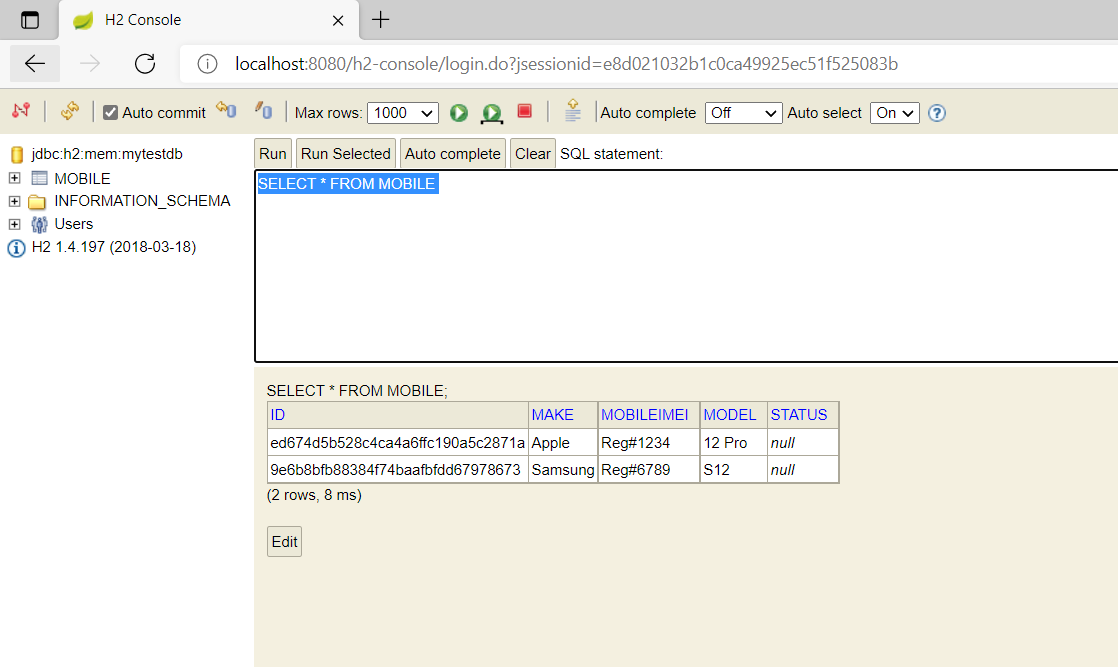 H2 Console
localhost:8080/h2-console/login.do?jsessionid=e8d021032b1c0ca49925ec51f525083b
Auto commit Max rows: 1000 Auto complete Off Auto select On ?
jdbc:h2:mem:mytestdb
MOBILE
INFORMATION_SCHEMA
Users
H2 1.4.197 (2018-03-18)
Run Run Selected Auto complete Clear SQL statement:
SELECT * FROM MOBILE
SELECT * FROM MOBILE;
ID MAKE MOBILEIMEI MODEL STATUS
ed674d5b528c4ca4a6ffc190a5c2871a Apple Reg#1234 12 Pro null
9e6b8bfb88384f74baafbfdd67978673 Samsung Reg#6789 S12 null
(2 rows, 8 ms)
Edit